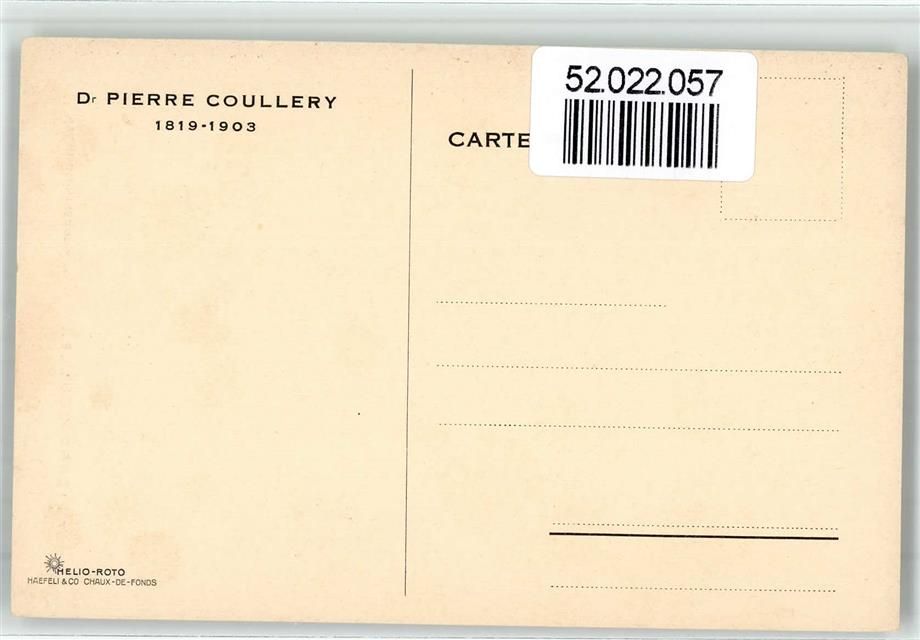 Dr PIERRE COULLERY
1819-1903
CARTE
52.022.057
HELIO-ROTO
HAEFELI & CO CHAUX-DE-FONDS